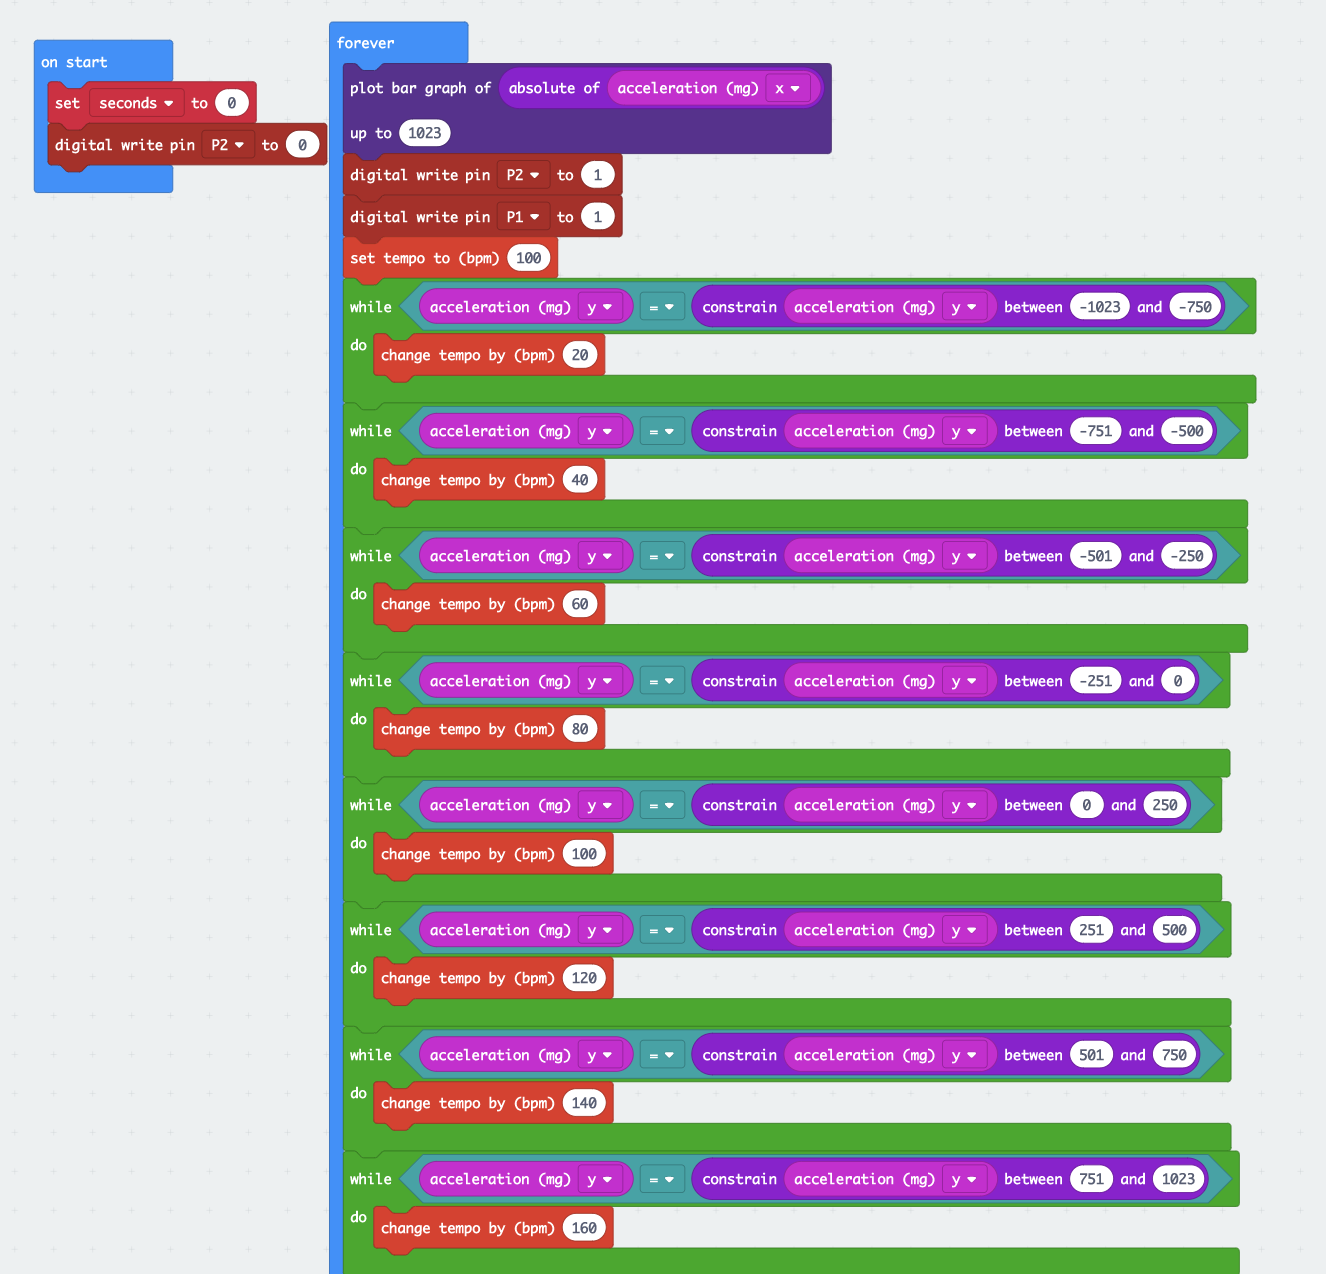 on start
set seconds to 0
digital write pin P2 to 0
forever
plot bar graph of absolute of acceleration (mg) x
up to 1023
digital write pin P2 to 1
digital write pin P1 to 1
set tempo to (bpm) 100
while acceleration (mg) y = constrain acceleration (mg) y between -1023 and -750
do change tempo by (bpm) 20
while acceleration (mg) y = constrain acceleration (mg) y between -751 and -500
do change tempo by (bpm) 40
while acceleration (mg) y = constrain acceleration (mg) y between -501 and -250
do change tempo by (bpm) 60
while acceleration (mg) y = constrain acceleration (mg) y between -251 and 0
do change tempo by (bpm) 80
while acceleration (mg) y = constrain acceleration (mg) y between 0 and 250
do change tempo by (bpm) 100
while acceleration (mg) y = constrain acceleration (mg) y between 251 and 500
do change tempo by (bpm) 120
while acceleration (mg) y = constrain acceleration (mg) y between 501 and 750
do change tempo by (bpm) 140
while acceleration (mg) y = constrain acceleration (mg) y between 751 and 1023
do change tempo by (bpm) 160